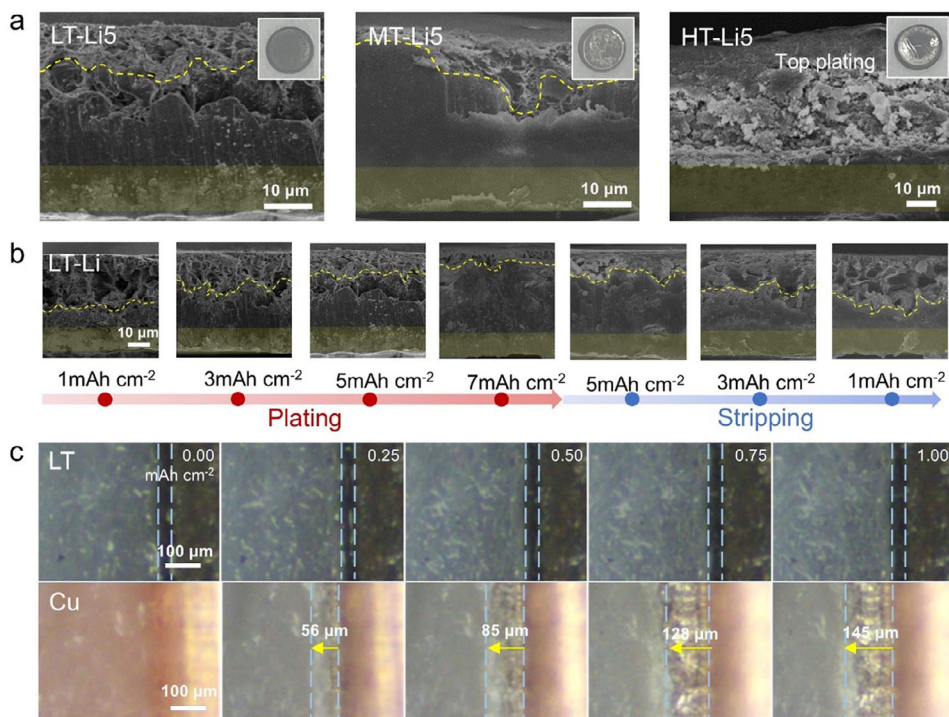 a
LT-Li5
10 µm
MT-Li5
10 µm
HT-Li5
Top plating
10 µm
b
LT-Li
10 µm
1mAh cm-2
3mAh cm-2
5mAh cm-2
7mAh cm-2
5mAh cm-2
3mAh cm-2
1mAh cm-2
Plating
Stripping
c
LT
0.00
mAh cm-2
100 µm
0.25
0.50
0.75
1.00
Cu
100 µm
56 µm
85 µm
128 µm
145 µm